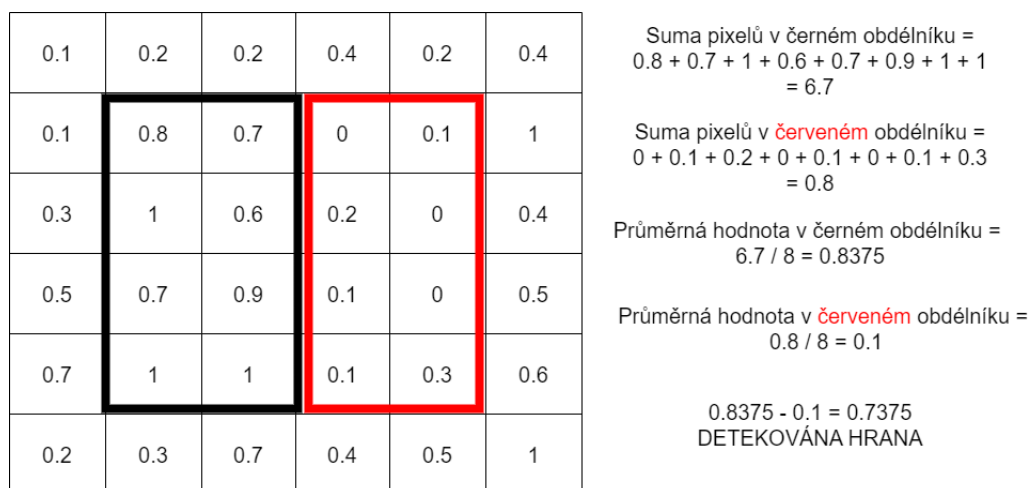 0.1 0.2 0.2 0.4 0.2 0.4
0.1 0.8 0.7 0 0.1 1
0.3 1 0.6 0.2 0 0.4
0.5 0.7 0.9 0.1 0 0.5
0.7 1 1 0.1 0.3 0.6
0.2 0.3 0.7 0.4 0.5 1
Suma pixelů v černém obdélníku =
0.8 + 0.7 + 1 + 0.6 + 0.7 + 0.9 + 1 + 1
= 6.7
Suma pixelů v červeném obdélníku =
0 + 0.1 + 0.2 + 0 + 0.1 + 0 + 0.1 + 0.3
= 0.8
Průměrná hodnota v černém obdélníku =
6.7 / 8 = 0.8375
Průměrná hodnota v červeném obdélníku =
0.8 / 8 = 0.1
0.8375 - 0.1 = 0.7375
DETEKOVÁNA HRANA